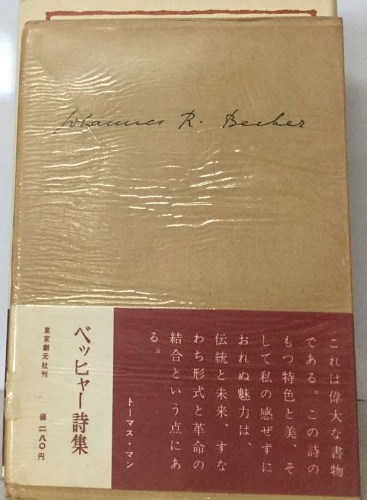 Johannes R. Becher
これは偉大な書物
である。この詩の
もつ特色と美、そ
して私の感ぜずに
おれぬ魅力は、
伝統と未来、すな
わち形式と革命の
結合という点にあ
る。
トーマス・マン
ベッヒャー詩集
東京創元社刊
価 二八〇円